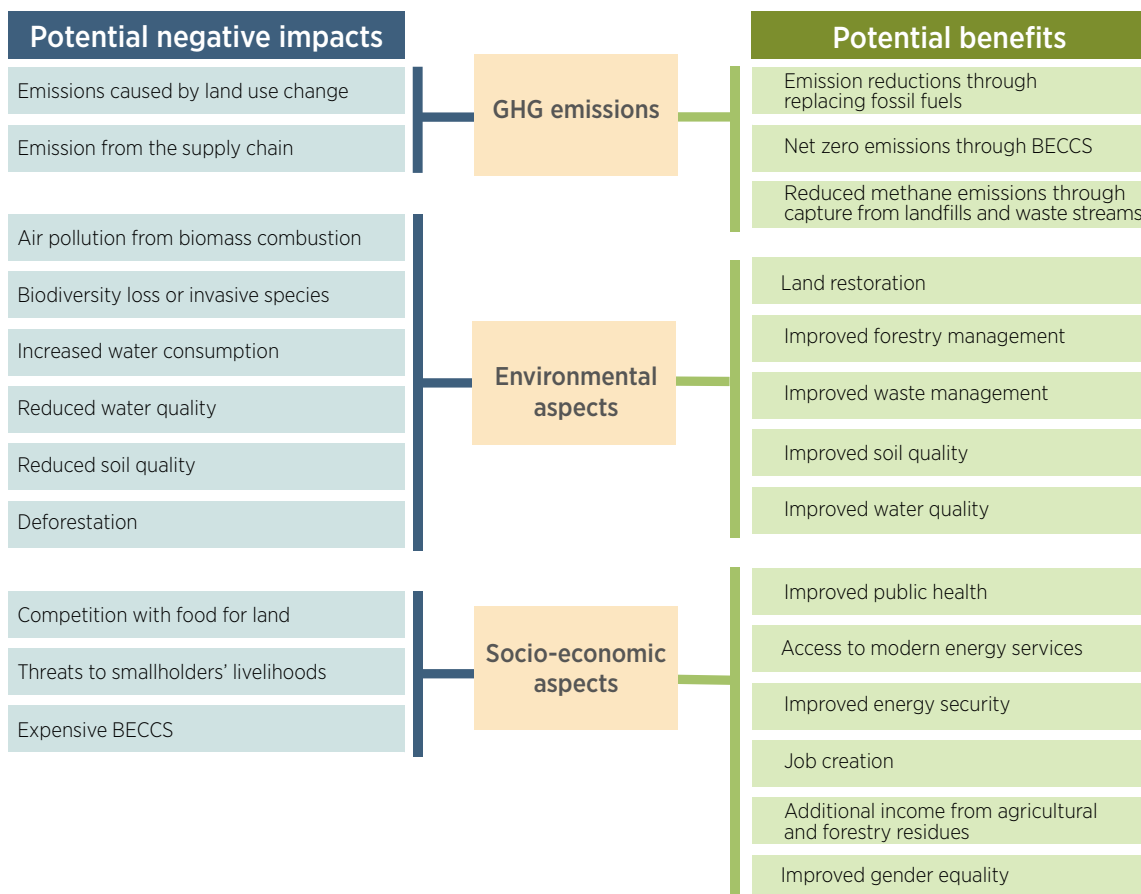 Potential negative impacts
Emissions caused by land use change
Emission from the supply chain
Air pollution from biomass combustion
Biodiversity loss or invasive species
Increased water consumption
Reduced water quality
Reduced soil quality
Deforestation
Competition with food for land
Threats to smallholders’ livelihoods
Expensive BECCS
GHG emissions
Environmental
aspects
Socio-economic
aspects
Potential benefits
Emission reductions through
replacing fossil fuels
Net zero emissions through BECCS
Reduced methane emissions through
capture from landfills and waste streams
Land restoration
Improved forestry management
Improved waste management
Improved soil quality
Improved water quality
Improved public health
Access to modern energy services
Improved energy security
Job creation
Additional income from agricultural
and forestry residues
Improved gender equality